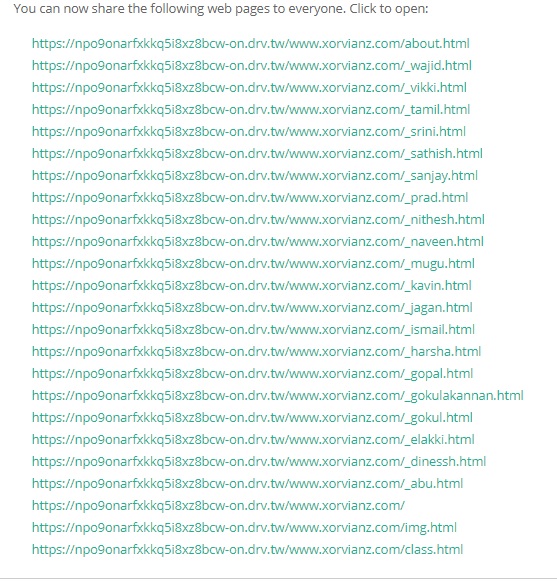 You can now share the following web pages to everyone. Click to open:
https://npo9onarfxkkq5i8xz8bcw-on.drv.tw/www.xorvianz.com/about.html
https://npo9onarfxkkq5i8xz8bcw-on.drv.tw/www.xorvianz.com/_wajid.html
https://npo9onarfxkkq5i8xz8bcw-on.drv.tw/www.xorvianz.com/_vikki.html
https://npo9onarfxkkq5i8xz8bcw-on.drv.tw/www.xorvianz.com/_tamil.html
https://npo9onarfxkkq5i8xz8bcw-on.drv.tw/www.xorvianz.com/_srini.html
https://npo9onarfxkkq5i8xz8bcw-on.drv.tw/www.xorvianz.com/_sathish.html
https://npo9onarfxkkq5i8xz8bcw-on.drv.tw/www.xorvianz.com/_sanjay.html
https://npo9onarfxkkq5i8xz8bcw-on.drv.tw/www.xorvianz.com/_prad.html
https://npo9onarfxkkq5i8xz8bcw-on.drv.tw/www.xorvianz.com/_nithesh.html
https://npo9onarfxkkq5i8xz8bcw-on.drv.tw/www.xorvianz.com/_naveen.html
https://npo9onarfxkkq5i8xz8bcw-on.drv.tw/www.xorvianz.com/_mugu.html
https://npo9onarfxkkq5i8xz8bcw-on.drv.tw/www.xorvianz.com/_kavin.html
https://npo9onarfxkkq5i8xz8bcw-on.drv.tw/www.xorvianz.com/_jagan.html
https://npo9onarfxkkq5i8xz8bcw-on.drv.tw/www.xorvianz.com/_ismail.html
https://npo9onarfxkkq5i8xz8bcw-on.drv.tw/www.xorvianz.com/_harsha.html
https://npo9onarfxkkq5i8xz8bcw-on.drv.tw/www.xorvianz.com/_gopal.html
https://npo9onarfxkkq5i8xz8bcw-on.drv.tw/www.xorvianz.com/_gokulakannan.html
https://npo9onarfxkkq5i8xz8bcw-on.drv.tw/www.xorvianz.com/_gokul.html
https://npo9onarfxkkq5i8xz8bcw-on.drv.tw/www.xorvianz.com/_elakki.html
https://npo9onarfxkkq5i8xz8bcw-on.drv.tw/www.xorvianz.com/_dinessh.html
https://npo9onarfxkkq5i8xz8bcw-on.drv.tw/www.xorvianz.com/_abu.html
https://npo9onarfxkkq5i8xz8bcw-on.drv.tw/www.xorvianz.com/
https://npo9onarfxkkq5i8xz8bcw-on.drv.tw/www.xorvianz.com/img.html
https://npo9onarfxkkq5i8xz8bcw-on.drv.tw/www.xorvianz.com/class.html